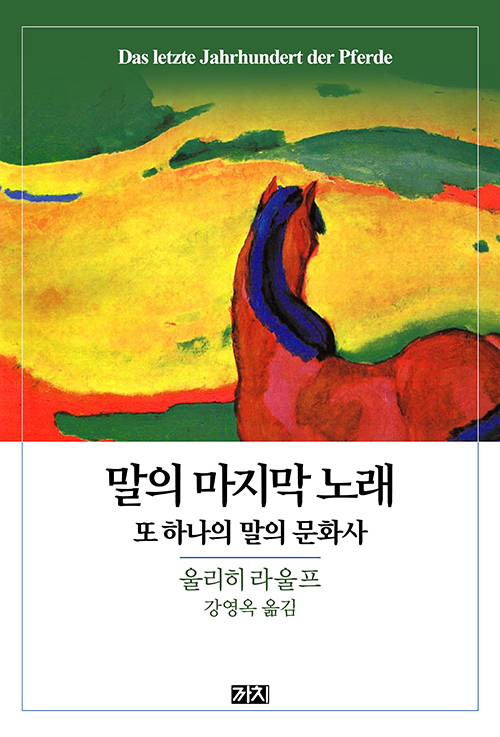 Das letzte Jahrhundert der Pferde
말의 마지막 노래
또 하나의 말의 문화사
울리히 라울프
강영옥 옮김
까치